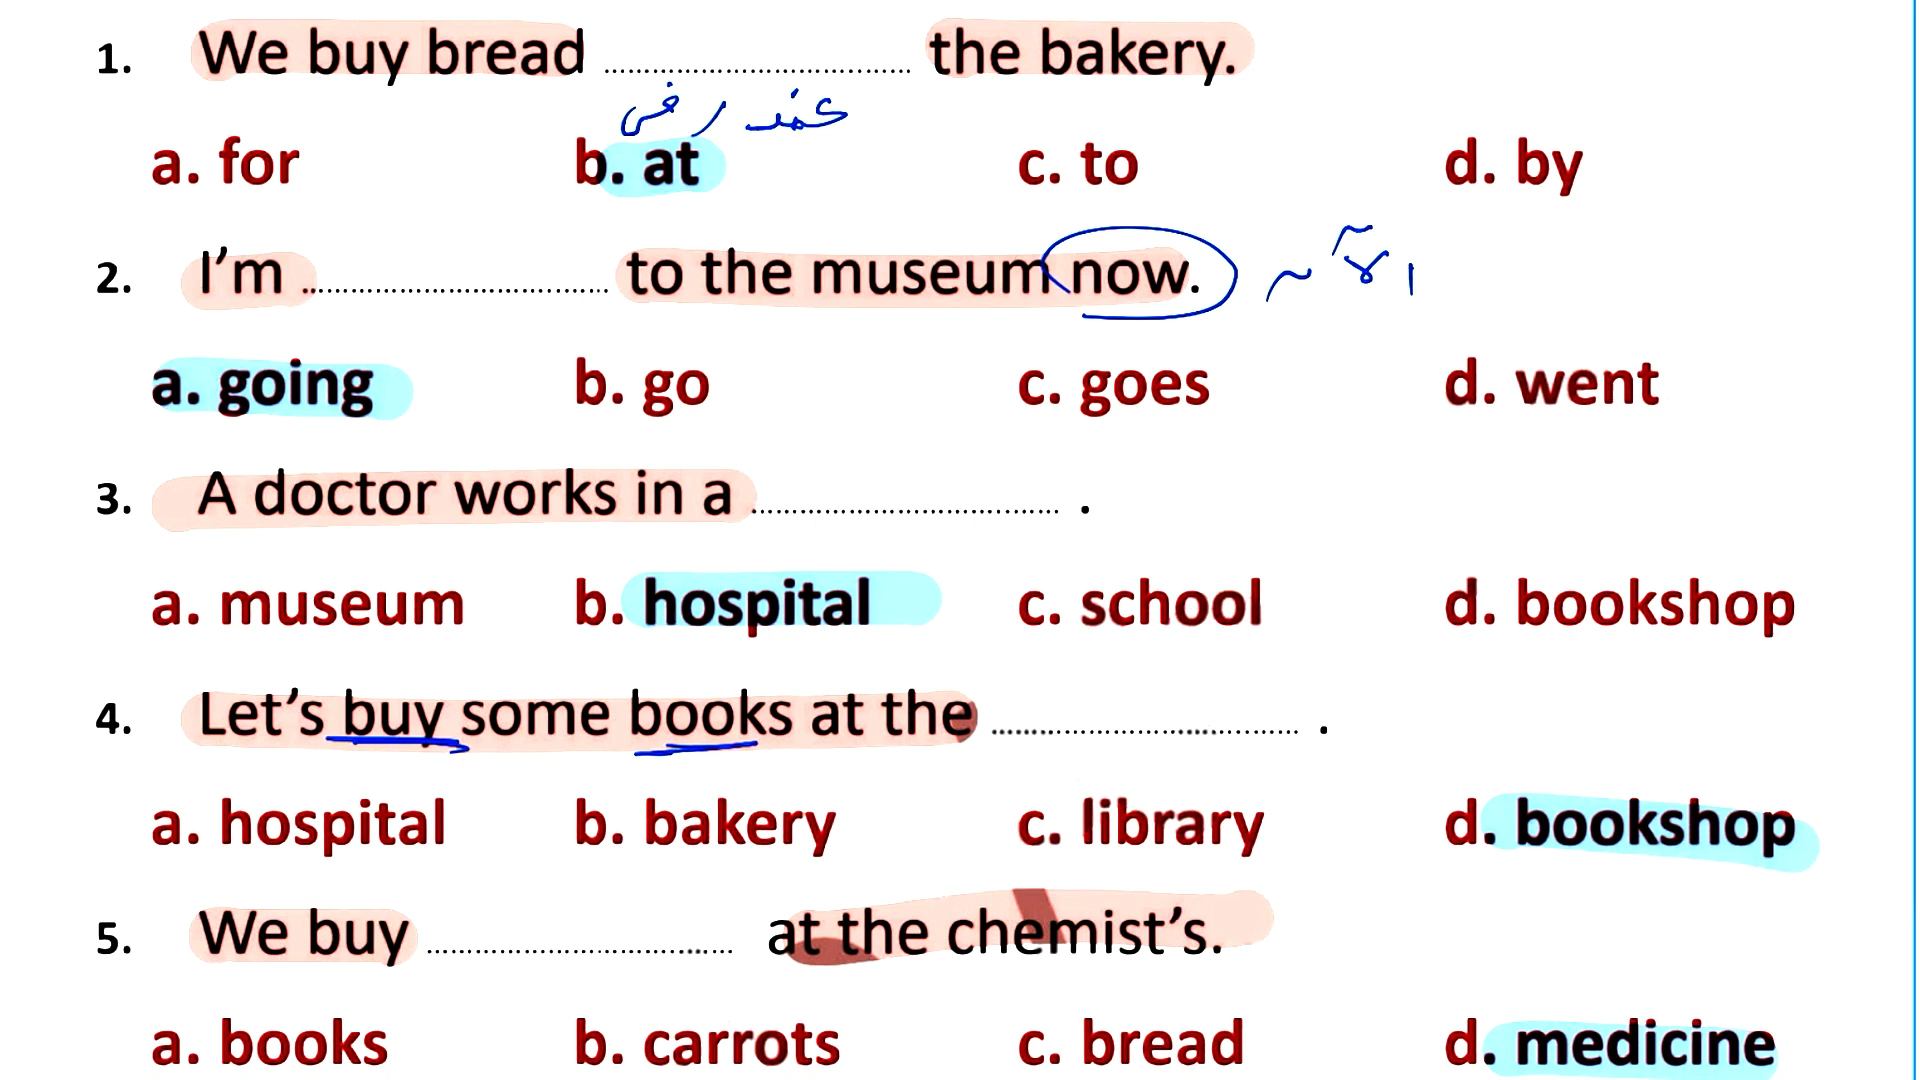 1. We buy bread ........................................ the bakery.
عند / في
a. for b. at c. to d. by
2. I’m ........................................ to the museum now.
الآن
a. going b. go c. goes d. went
3. A doctor works in a ........................................ .
a. museum b. hospital c. school d. bookshop
4. Let’s buy some books at the ........................................ .
a. hospital b. bakery c. library d. bookshop
5. We buy ........................................ at the chemist’s.
a. books b. carrots c. bread d. medicine